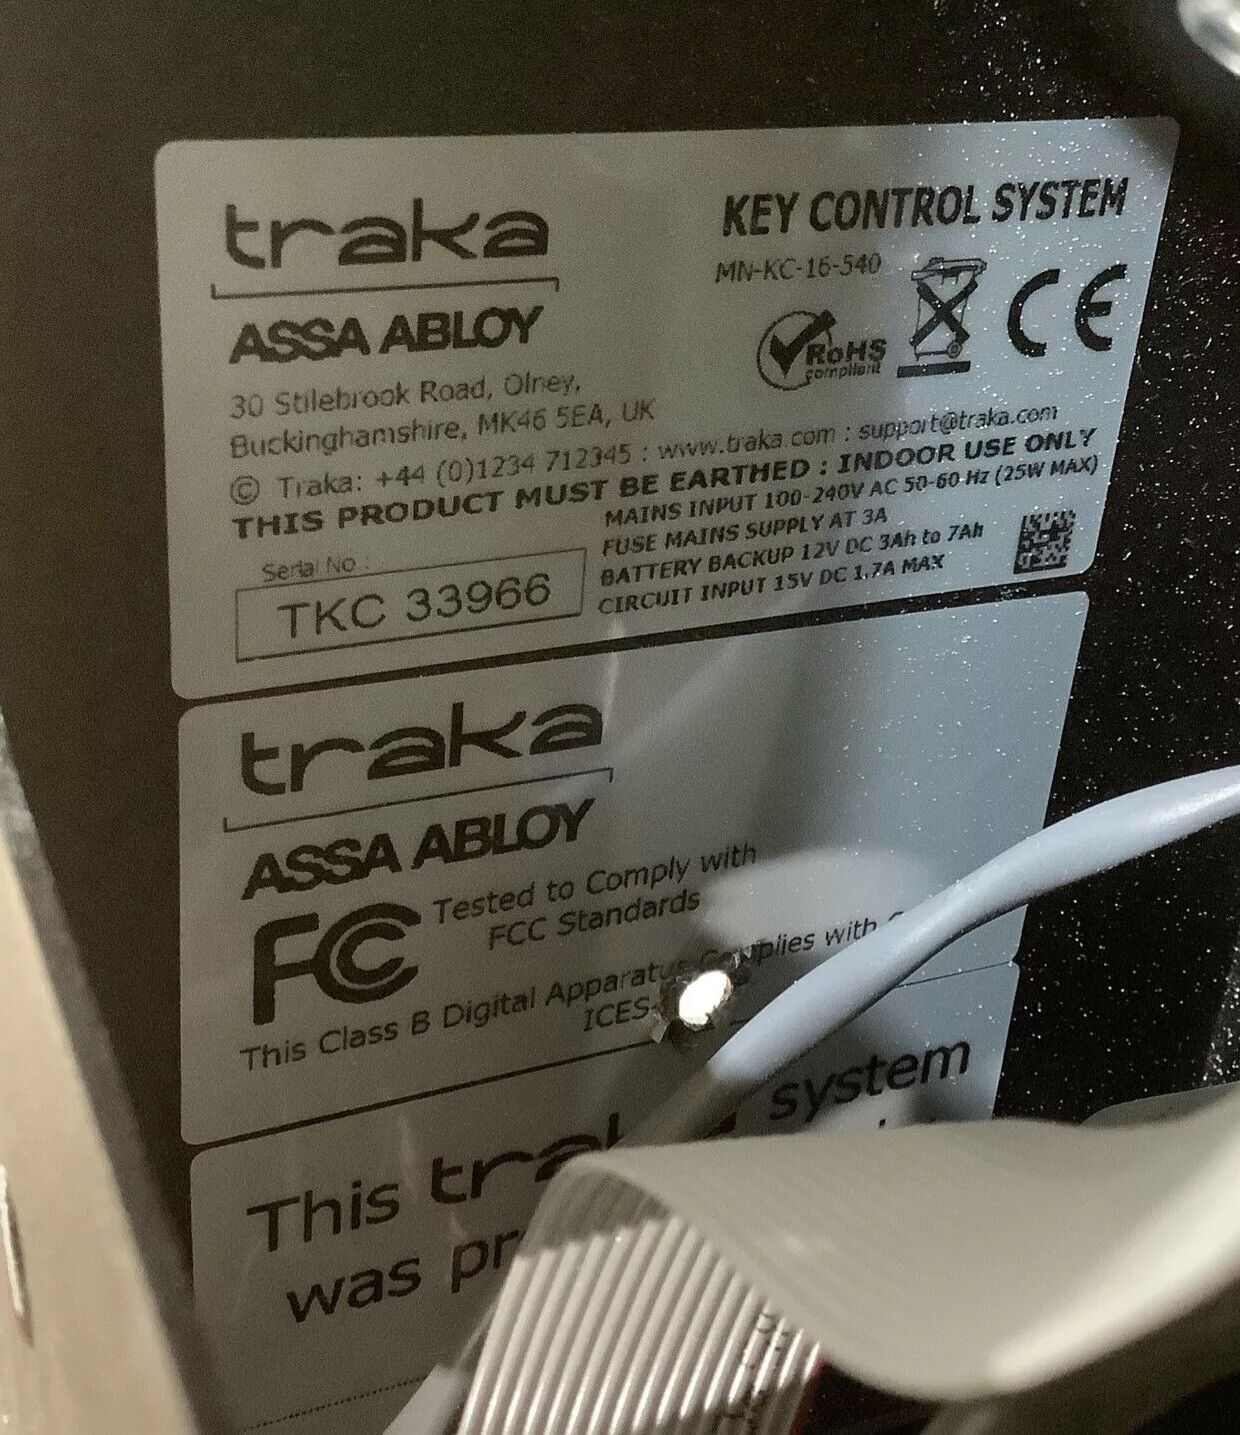 traka
ASSA ABLOY
KEY CONTROL SYSTEM
MN-KC-16-540
RoHS
compliant
CE
30 Stilebrook Road, Olney,
Buckinghamshire, MK46 5EA, UK
© Traka: +44 (0)1234 712345 : www.traka.com : support@traka.com
THIS PRODUCT MUST BE EARTHED : INDOOR USE ONLY
MAINS INPUT 100-240V AC 50-60 Hz (25W MAX)
FUSE MAINS SUPPLY AT 3A
BATTERY BACKUP 12V DC 3Ah to 7Ah
CIRCUIT INPUT 15V DC 1.7A MAX
Serial No :
TKC 33966
traka
ASSA ABLOY
FC Tested to Comply with
FCC Standards
This Class B Digital Apparatus Complies with
ICES
This system
was